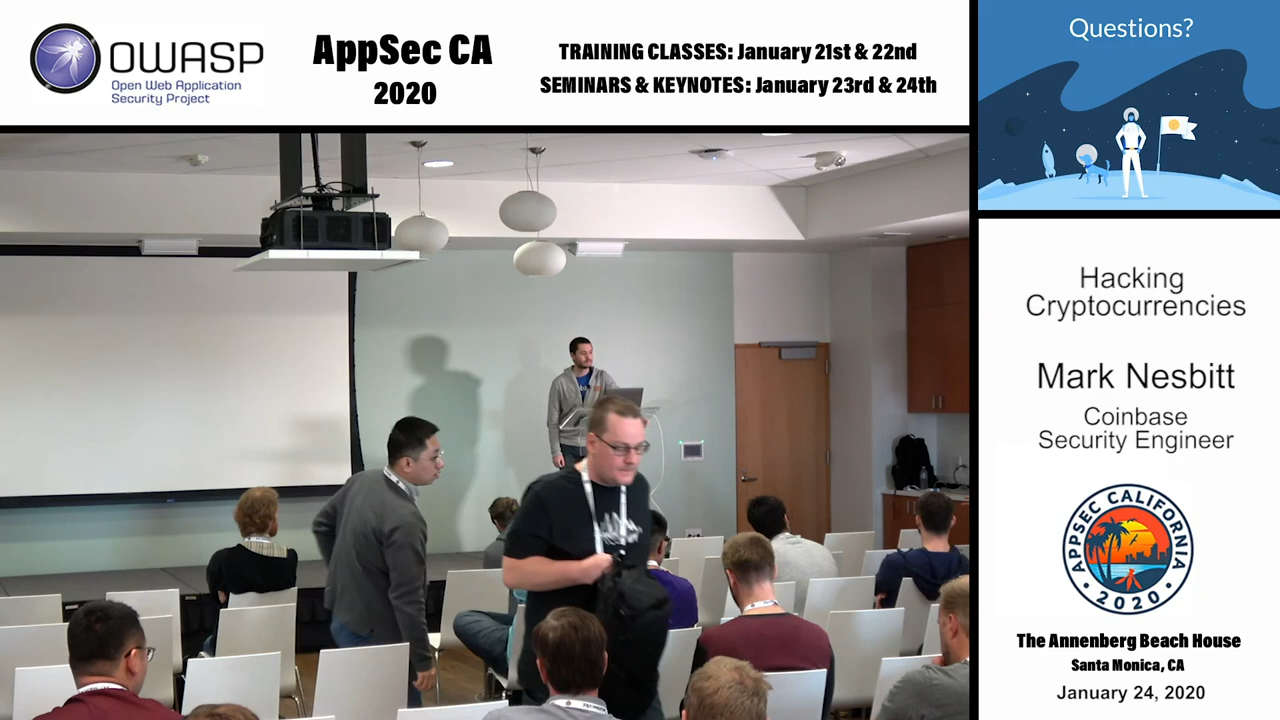 OWASP
Open Web Application
Security Project
AppSec CA
2020
TRAINING CLASSES: January 21st & 22nd
SEMINARS & KEYNOTES: January 23rd & 24th
Questions?
Hacking
Cryptocurrencies
Mark Nesbitt
Coinbase
Security Engineer
APPSEC CALIFORNIA
2020
The Annenberg Beach House
Santa Monica, CA
January 24, 2020